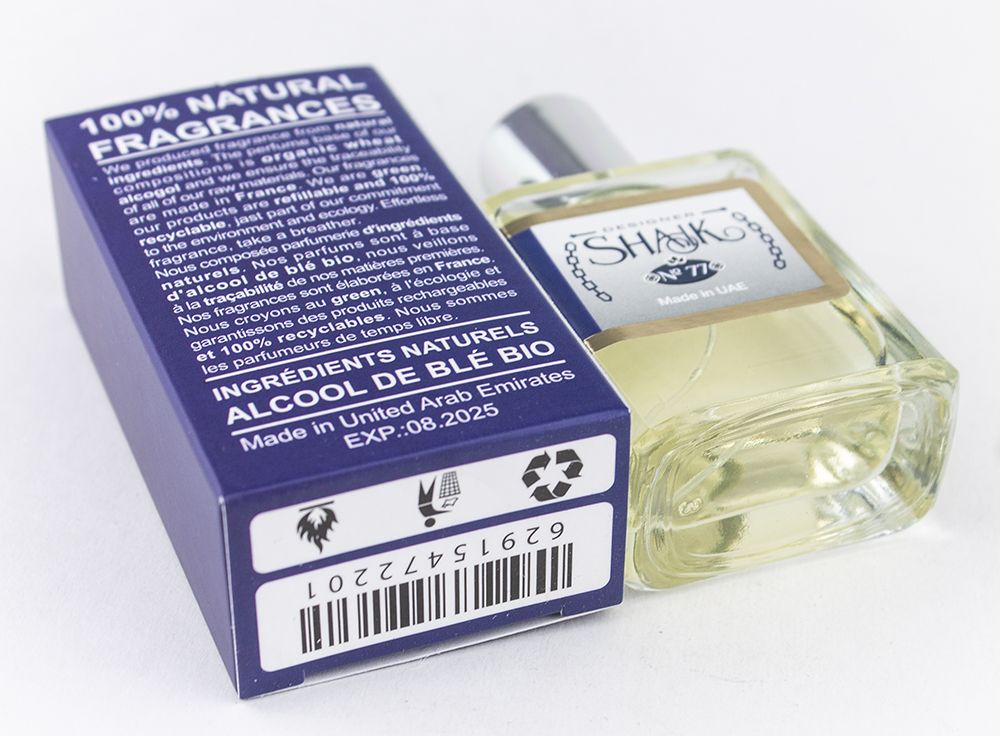 100% NATURAL
FRAGRANCES
We produced fragrance from natural
ingredients. The perfume base of our
compositions is organic wheat
alcogol and we ensure the traceability
of all of our raw materials. Our fragrances
are made in France. We are green,
our products are refillable and 100%
recyclable, jast part of our commitment
to the environment and ecology. Effortless
fragrance, take a breather.
Nous composée parfumerie d'ingrédients
naturels. Nos parfums sont à base
d'alcool de blé bio, nous veillons
à la traçabilité de nos matières premières.
Nos fragrances sont élaborées en France.
Nous croyons au green, à l'écologie et
garantissons des produits rechargeables
et 100% recyclables. Nous sommes
les parfumeurs de temps libre.
INGRÉDIENTS NATURELS
ALCOOL DE BLÉ BIO
Made in United Arab Emirates
EXP.:08.2025
62915472201
DESIGNER
SHAIK
Nº 77
Made in UAE